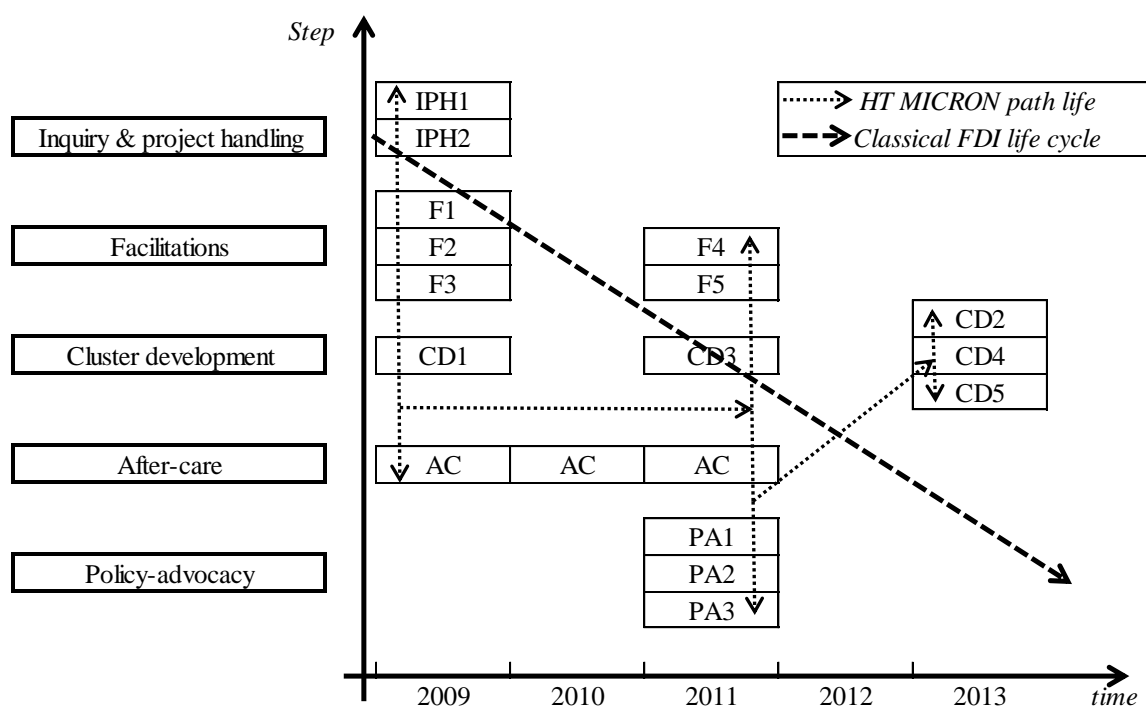 Step
IPH1
HT MICRON path life
Inquiry & project handling
IPH2
Classical FDI life cycle
F1
Facilitations
F2
F4
F3
F5
CD2
Cluster development
CD1
CD3
CD4
CD5
After-care
AC
AC
AC
PA1
Policy-advocacy
PA2
PA3
2009
2010
2011
2012
2013
time